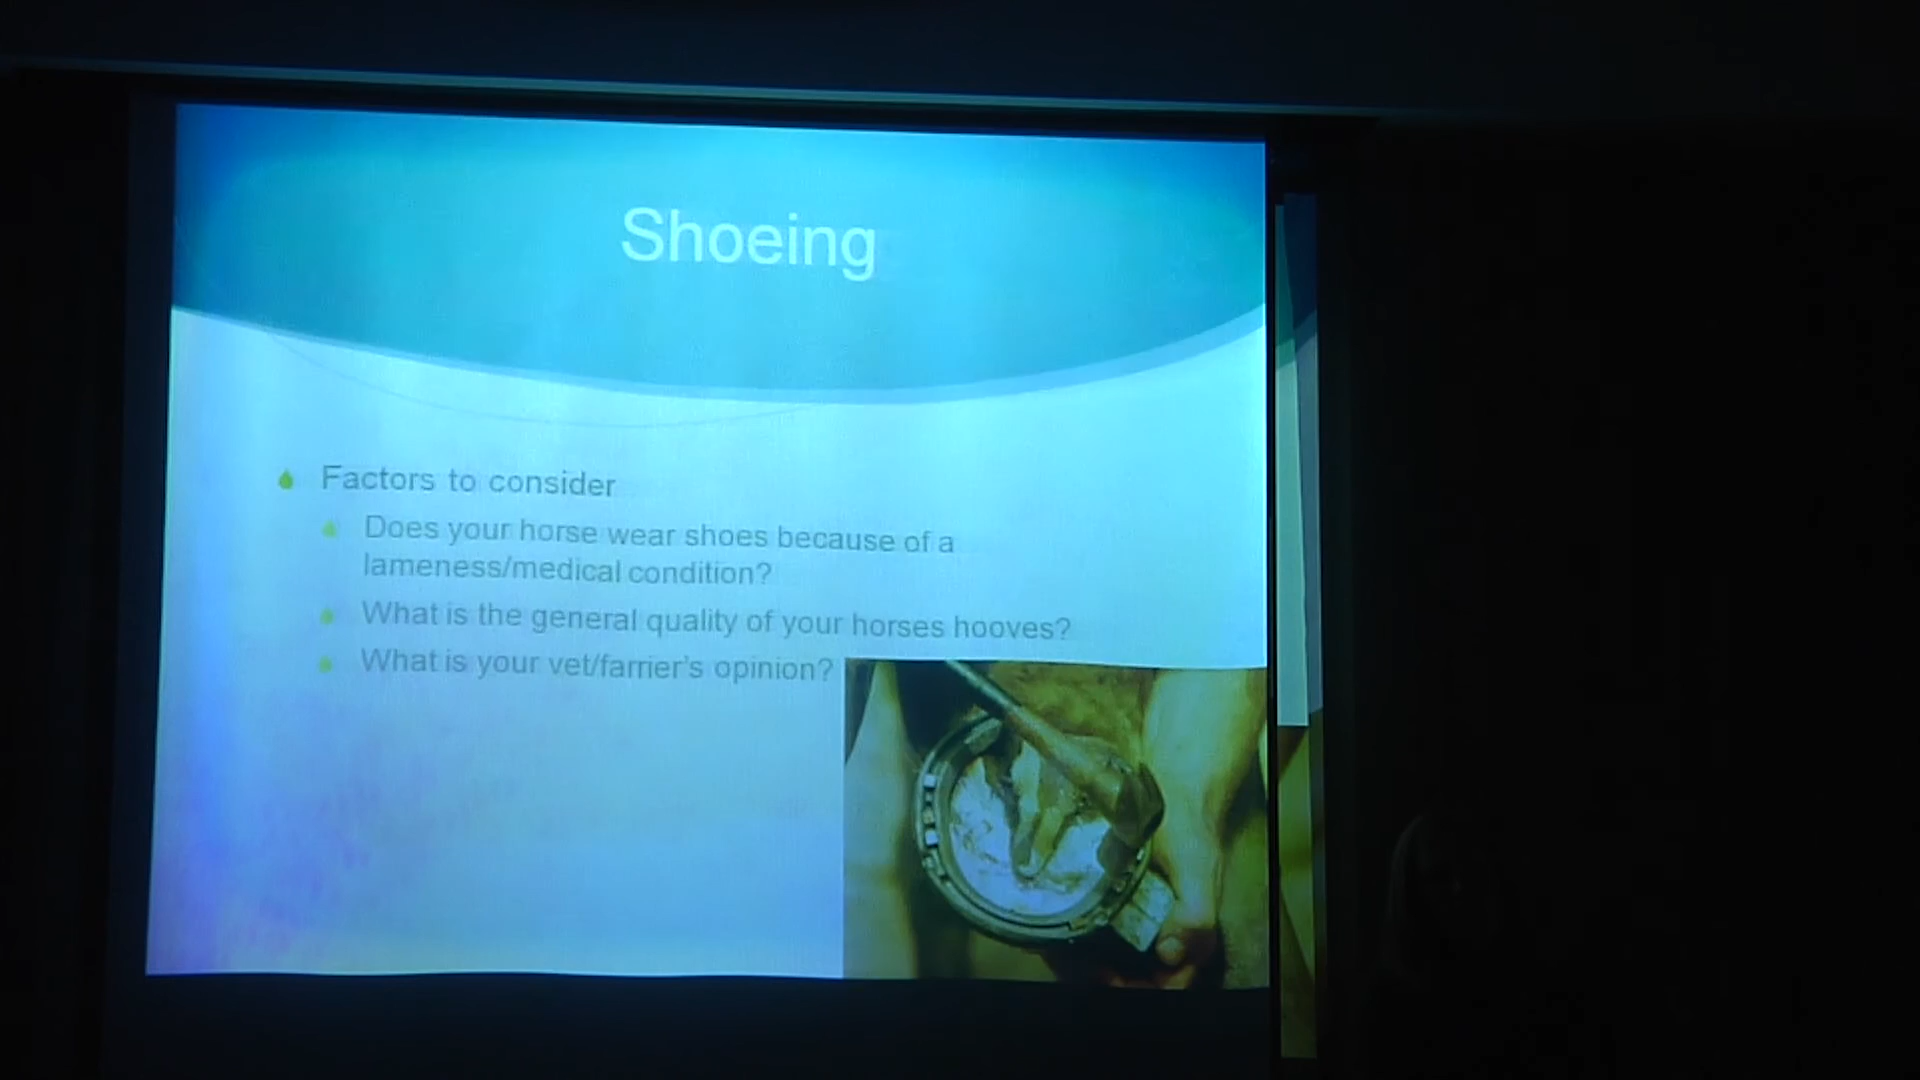 Shoeing
Factors to consider
Does your horse wear shoes because of a
lameness/medical condition?
What is the general quality of your horses hooves?
What is your vet/farrier's opinion?